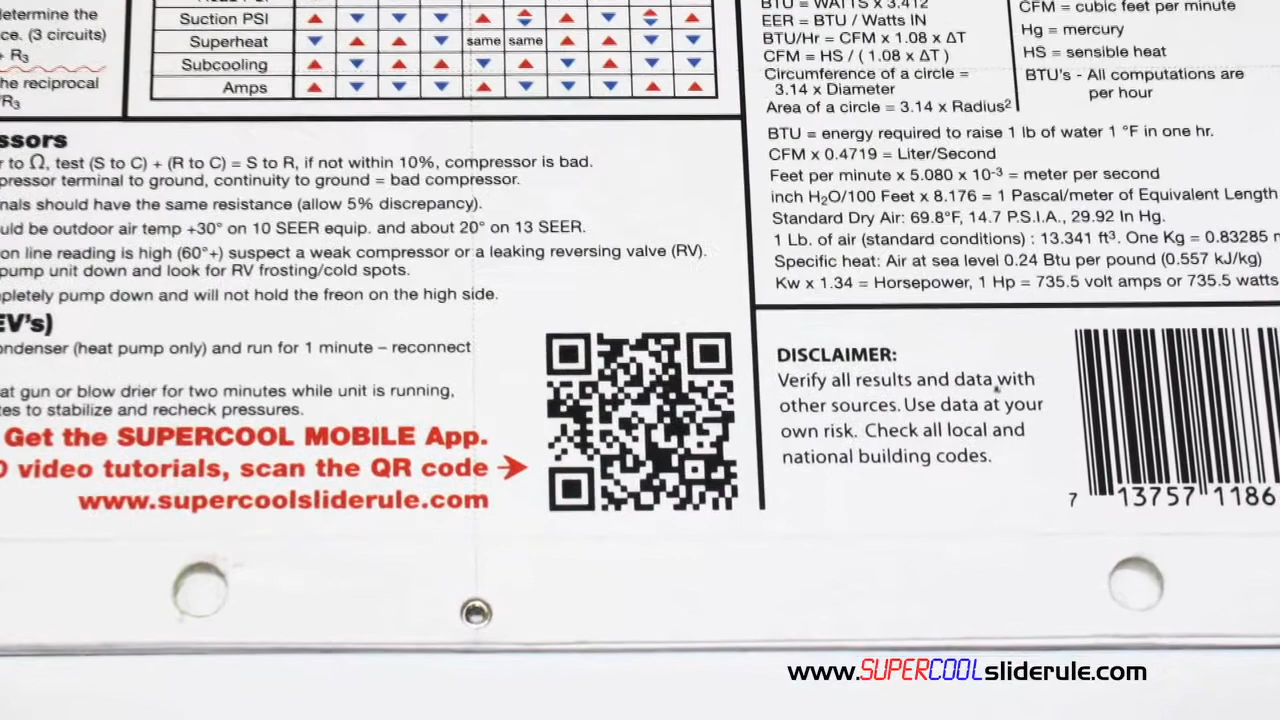 etermine the
ce. (3 circuits)
+ R3
he reciprocal
R3
Suction PSI
Superheat same same
Subcooling
Amps
BTU = WATTS x 3.412
EER = BTU / Watts IN
BTU/Hr = CFM x 1.08 x ΔT
CFM = HS / ( 1.08 x ΔT )
Circumference of a circle =
3.14 x Diameter
Area of a circle = 3.14 x Radius²
CFM = cubic feet per minute
Hg = mercury
HS = sensible heat
BTU's - All computations are
per hour
BTU = energy required to raise 1 lb of water 1 °F in one hr.
CFM x 0.4719 = Liter/Second
Feet per minute x 5.080 x 10⁻³ = meter per second
inch H₂O/100 Feet x 8.176 = 1 Pascal/meter of Equivalent Length
Standard Dry Air: 69.8°F, 14.7 P.S.I.A., 29.92 In Hg.
1 Lb. of air (standard conditions) : 13.341 ft³. One Kg = 0.83285
Specific heat: Air at sea level 0.24 Btu per pound (0.557 kJ/kg)
Kw x 1.34 = Horsepower, 1 Hp = 735.5 volt amps or 735.5 watts
ssors
r to Ω, test (S to C) + (R to C) = S to R, if not within 10%, compressor is bad.
pressor terminal to ground, continuity to ground = bad compressor.
nals should have the same resistance (allow 5% discrepancy).
uld be outdoor air temp +30° on 10 SEER equip. and about 20° on 13 SEER.
on line reading is high (60°+) suspect a weak compressor or a leaking reversing valve (RV).
pump unit down and look for RV frosting/cold spots.
pletely pump down and will not hold the freon on the high side.
EV's)
ondenser (heat pump only) and run for 1 minute – reconnect
at gun or blow drier for two minutes while unit is running,
tes to stabilize and recheck pressures.
Get the SUPERCOOL MOBILE App.
video tutorials, scan the QR code
www.supercoolsliderule.com
DISCLAIMER:
Verify all results and data with
other sources. Use data at your
own risk. Check all local and
national building codes.
7 13757 1186
www.SUPERCOOLsliderule.com